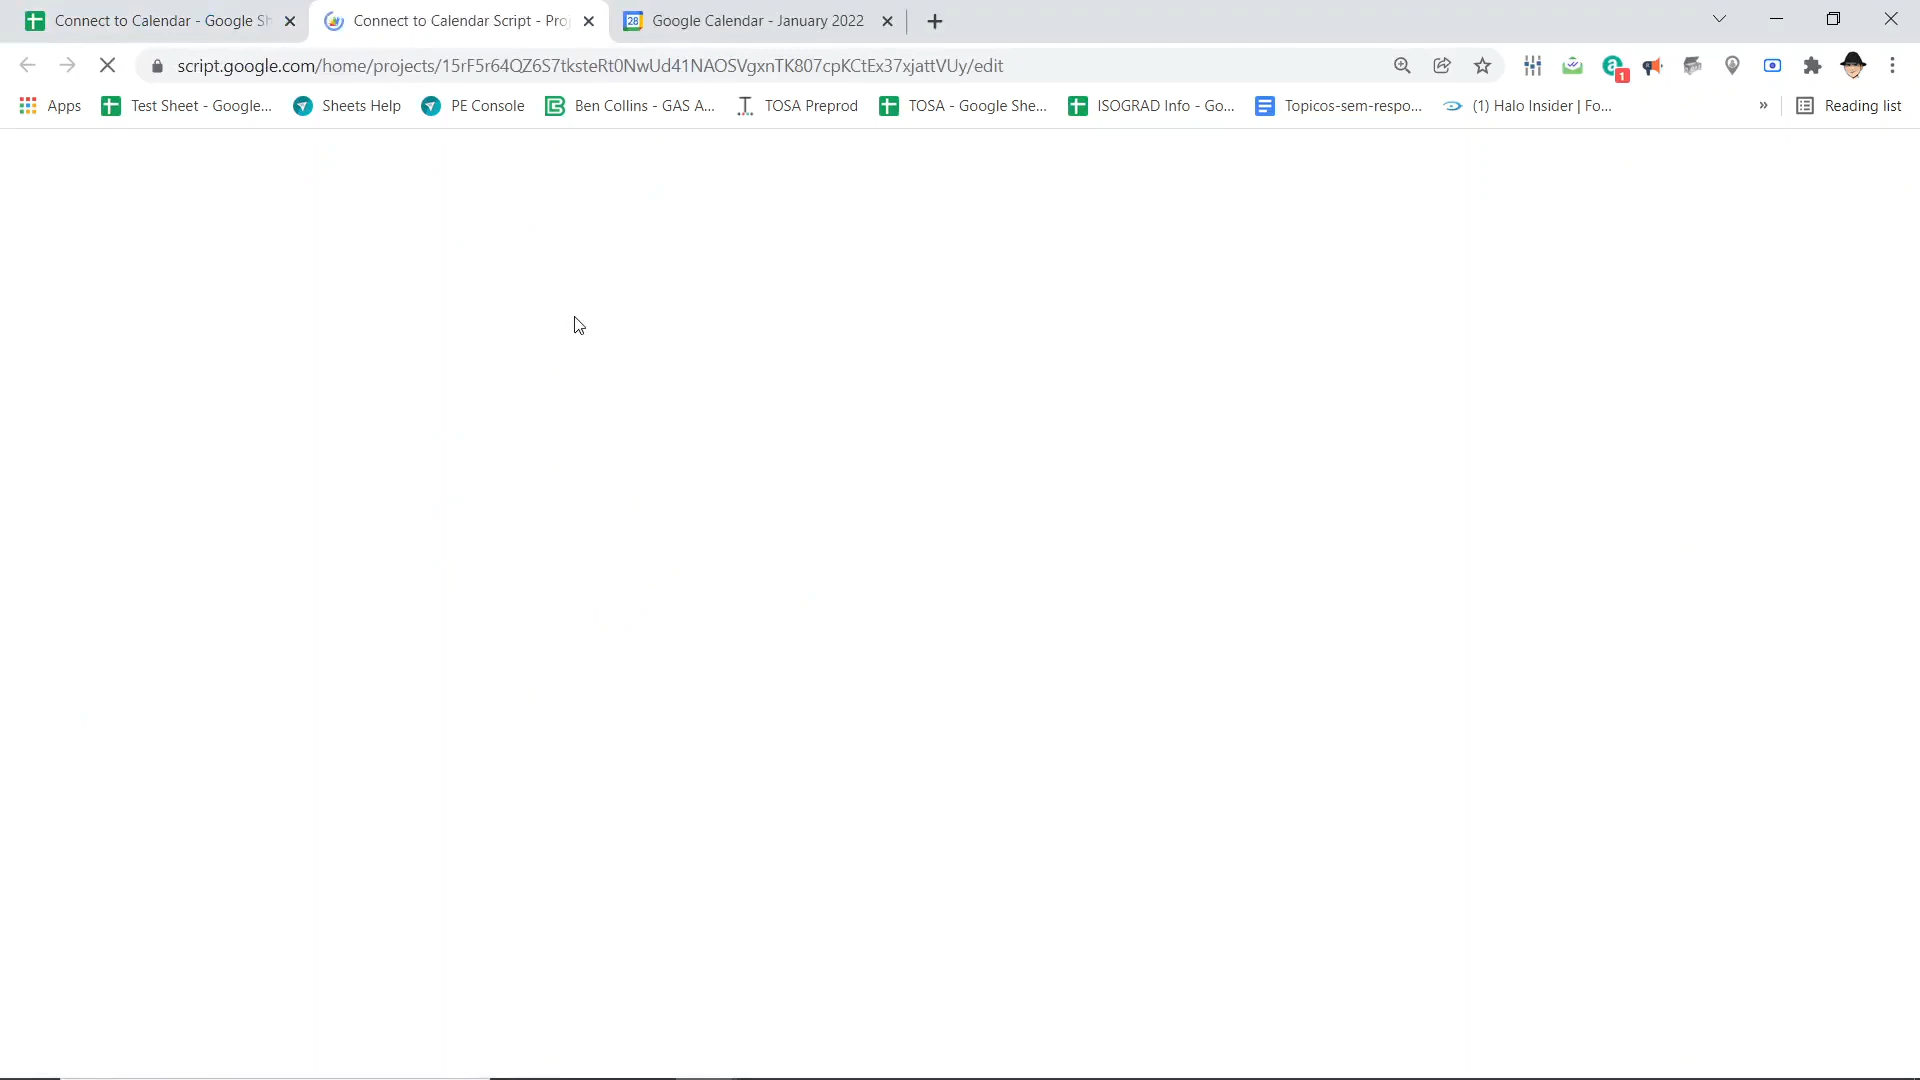 Connect to Calendar - Google Sh
Connect to Calendar Script - Proj
28
Google Calendar - January 2022
script.google.com/home/projects/15rF5r64QZ6S7tksteRt0NwUd41NAOSVgxnTK807cpKCtEx37xjattVUy/edit
a
1
Apps
Test Sheet - Google...
Sheets Help
PE Console
Ben Collins - GAS A...
TOSA Preprod
TOSA - Google She...
ISOGRAD Info - Go...
Topicos-sem-respo...
(1) Halo Insider | Fo...
»
Reading list